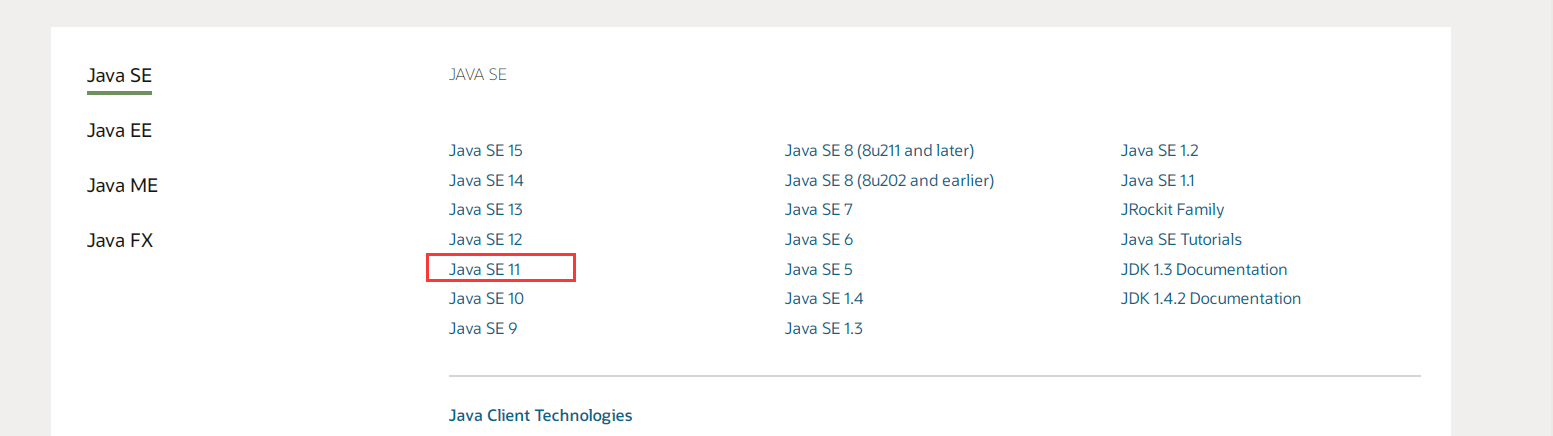 Java SE
Java EE
Java ME
Java FX
JAVA SE
Java SE 15
Java SE 14
Java SE 13
Java SE 12
Java SE 11
Java SE 10
Java SE 9
Java SE 8 (8u211 and later)
Java SE 8 (8u202 and earlier)
Java SE 7
Java SE 6
Java SE 5
Java SE 1.4
Java SE 1.3
Java SE 1.2
Java SE 1.1
JRockit Family
Java SE Tutorials
JDK 1.3 Documentation
JDK 1.4.2 Documentation
Java Client Technologies